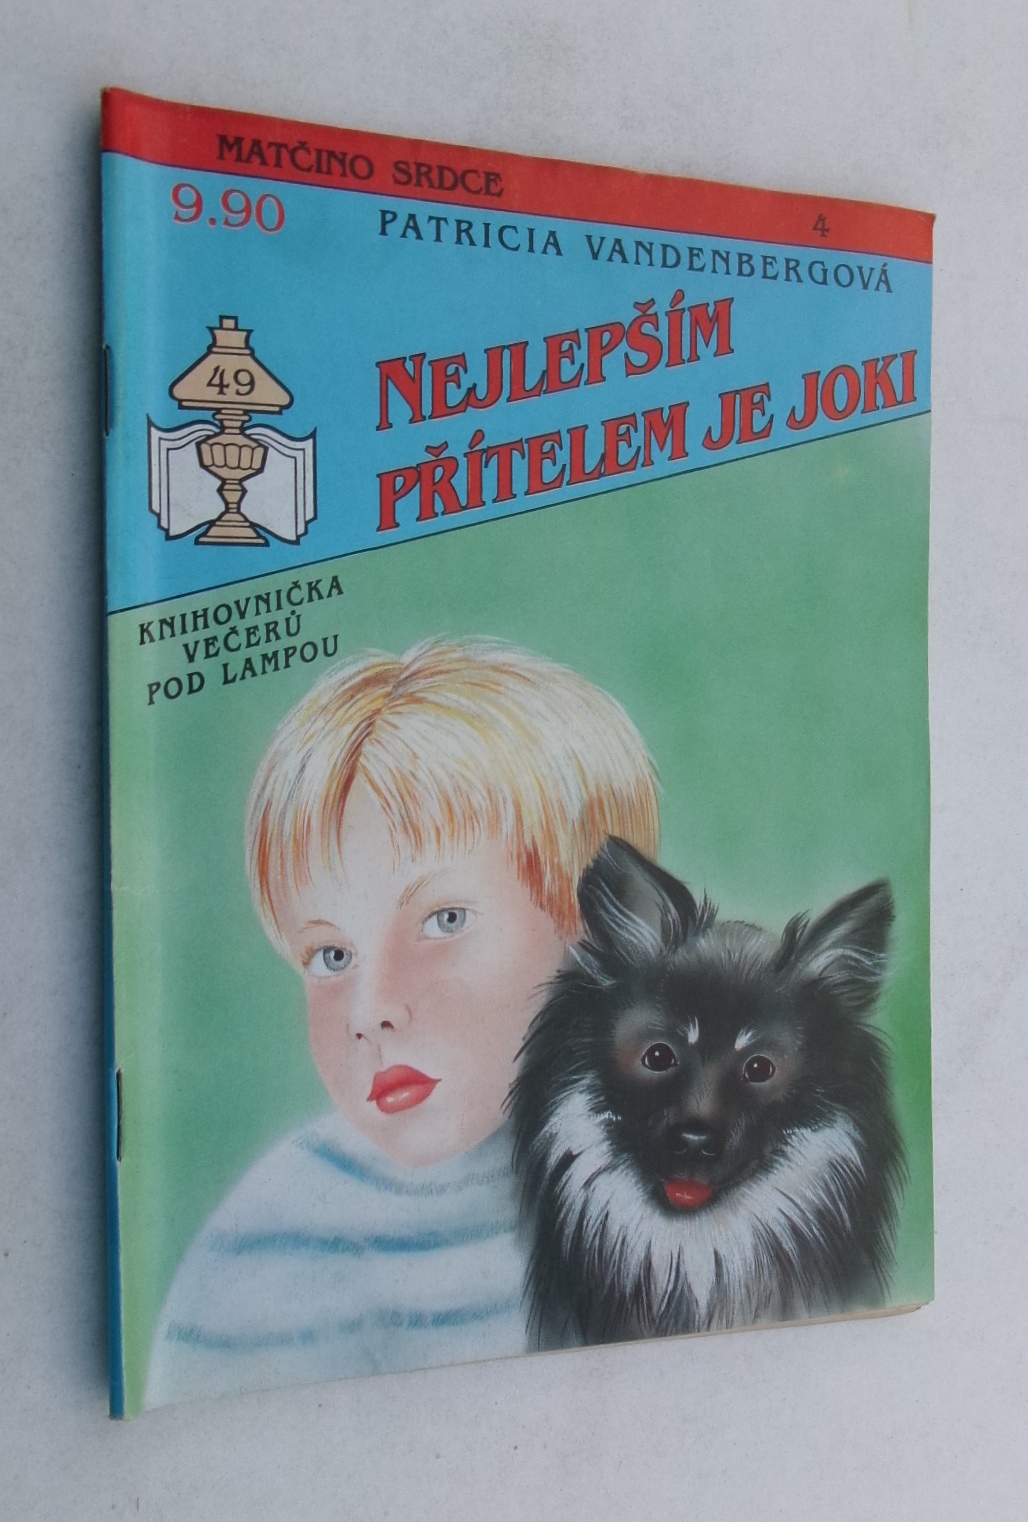 MATČINO SRDCE 4
9.90
PATRICIA VANDENBERGOVÁ
NEJLEPŠÍM
PŘÍTELEM JE JOKI
49
KNIHOVNIČKA
VEČERŮ
POD LAMPOU